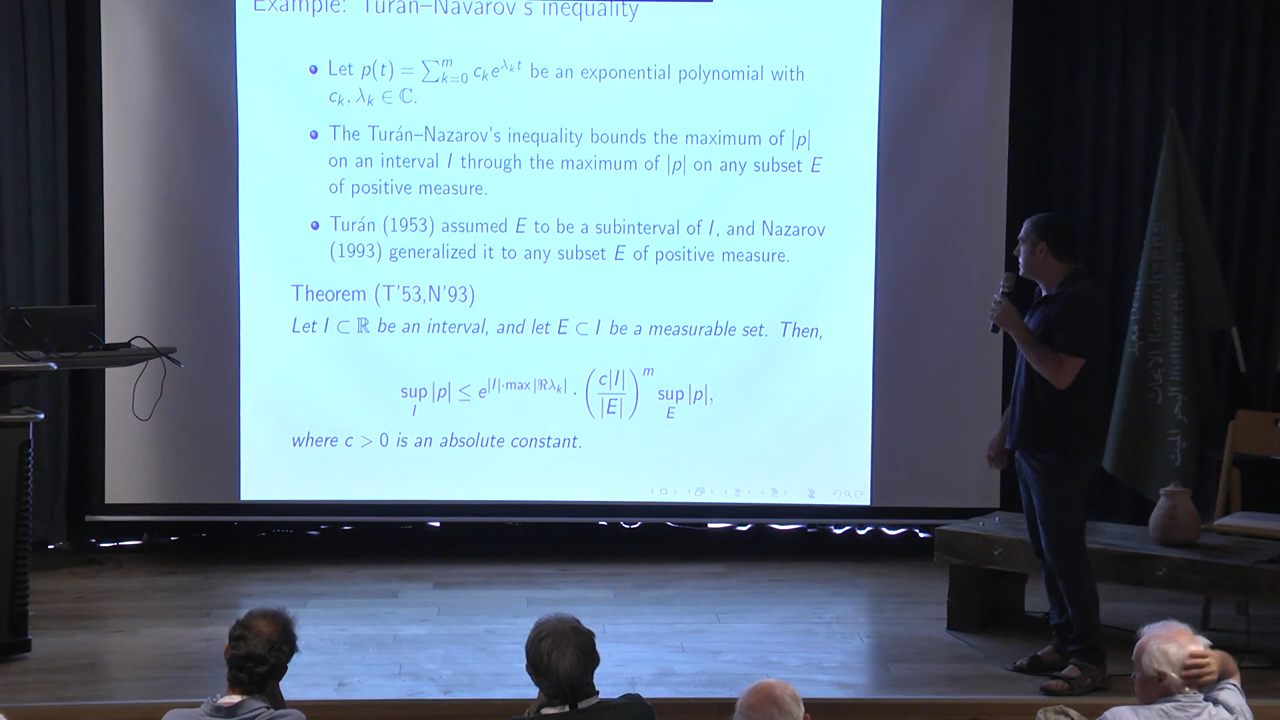 Example: Turán–Navarov's inequality
Let p(t) = ∑_{k=0}^{m} c_k e^{λ_k t} be an exponential polynomial with
c_k, λ_k ∈ ℂ.
The Turán–Nazarov's inequality bounds the maximum of |p|
on an interval I through the maximum of |p| on any subset E
of positive measure.
Turán (1953) assumed E to be a subinterval of I, and Nazarov
(1993) generalized it to any subset E of positive measure.
Theorem (T'53,N'93)
Let I ⊂ ℝ be an interval, and let E ⊂ I be a measurable set. Then,
sup_I |p| ≤ e^{|I|·max|ℜλ_k|} · (c|I|/|E|)^m sup_E |p|,
where c > 0 is an absolute constant.